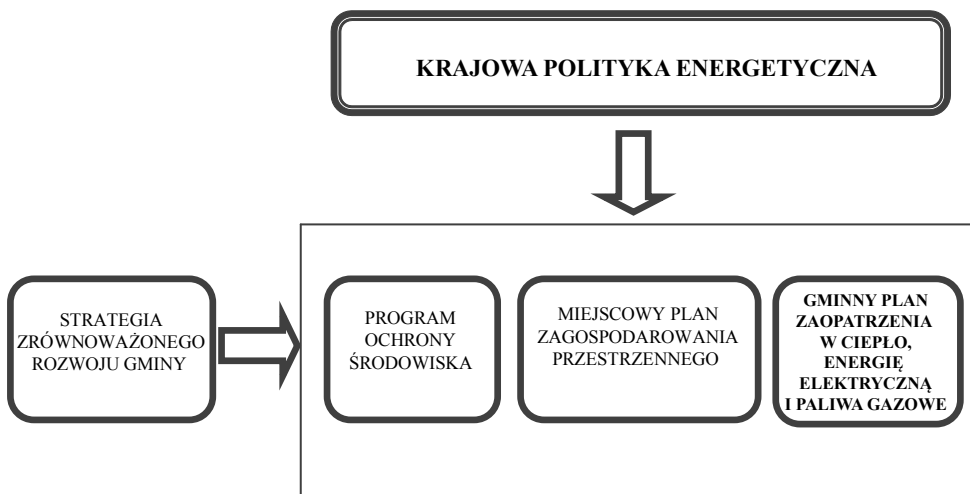 KRAJOWA POLITYKA ENERGETYCZNA
STRATEGIA
ZRÓWNOWAŻONEGO
ROZWOJU GMINY
PROGRAM
OCHRONY
ŚRODOWISKA
MIEJSCOWY PLAN
ZAGOSPODAROWANIA
PRZESTRZENNEGO
GMINNY PLAN
ZAOPATRZENIA
W CIEPŁO,
ENERGIĘ
ELEKTRYCZNĄ
I PALIWA GAZOWE